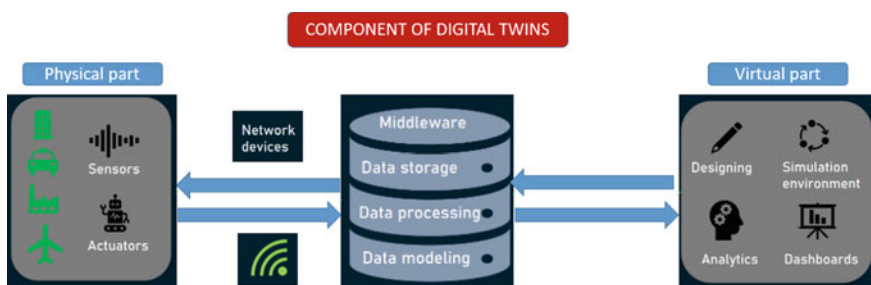 COMPONENT OF DIGITAL TWINS
Physical part
Virtual part
Sensors
Actuators
Network
devices
Middleware
Data storage
Data processing
Data modeling
Designing
Simulation
environment
Analytics
Dashboards